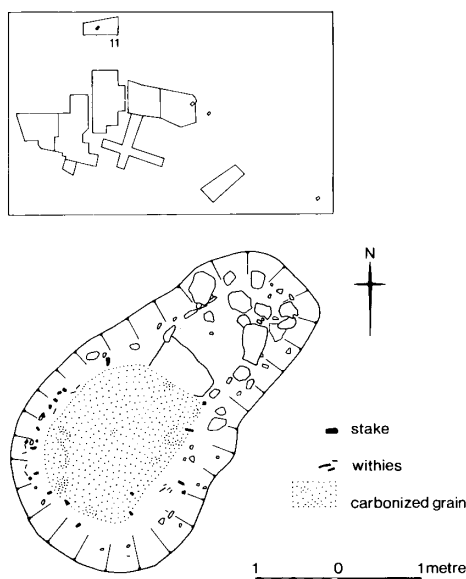 11
N
stake
withies
carbonized grain
1 0 1 metre